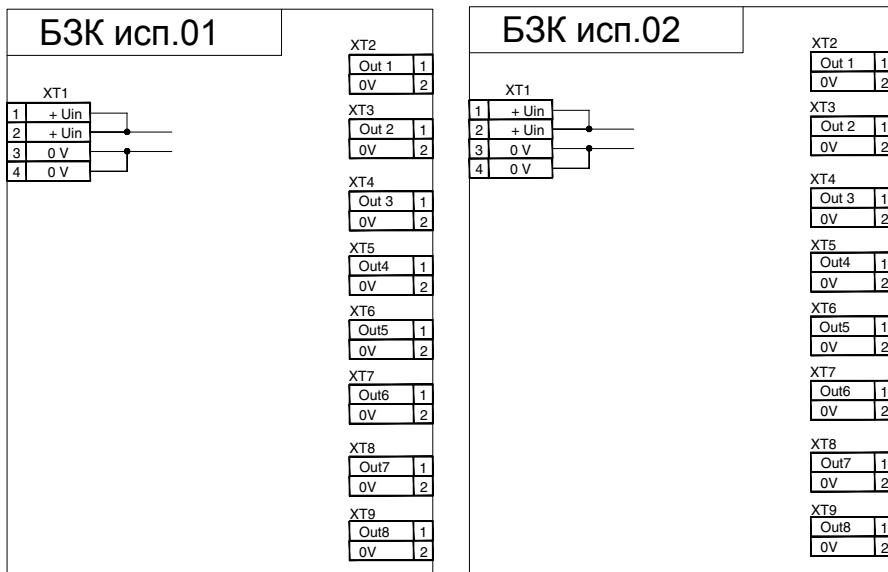 БЗК исп.01
XT1
1 + Uin
2 + Uin
3 0 V
4 0 V
XT2
Out 1 1
0V 2
XT3
Out 2 1
0V 2
XT4
Out 3 1
0V 2
XT5
Out4 1
0V 2
XT6
Out5 1
0V 2
XT7
Out6 1
0V 2
XT8
Out7 1
0V 2
XT9
Out8 1
0V 2
БЗК исп.02
XT1
1 + Uin
2 + Uin
3 0 V
4 0 V
XT2
Out 1 1
0V 2
XT3
Out 2 1
0V 2
XT4
Out 3 1
0V 2
XT5
Out4 1
0V 2
XT6
Out5 1
0V 2
XT7
Out6 1
0V 2
XT8
Out7 1
0V 2
XT9
Out8 1
0V 2